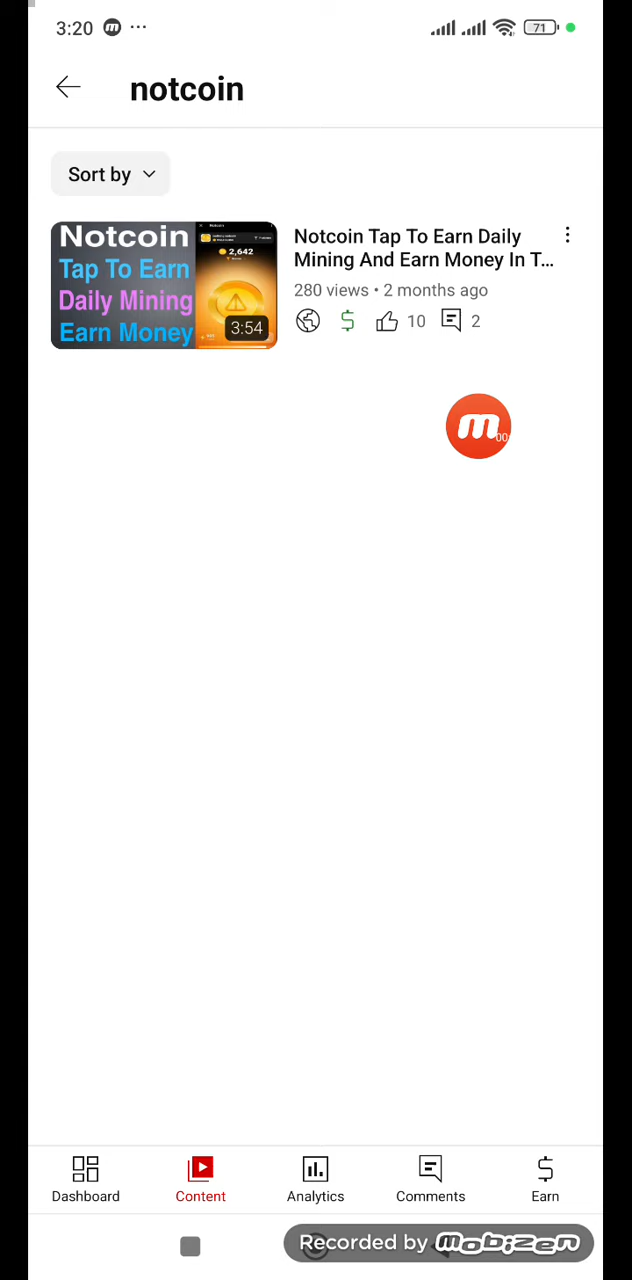 3:20
71
notcoin
Sort by
Notcoin
Tap To Earn
Daily Mining
Earn Money
2,642
3:54
Notcoin Tap To Earn Daily
Mining And Earn Money In T...
280 views • 2 months ago
10
2
00:
Dashboard
Content
Analytics
Comments
Earn
Recorded by mobizen